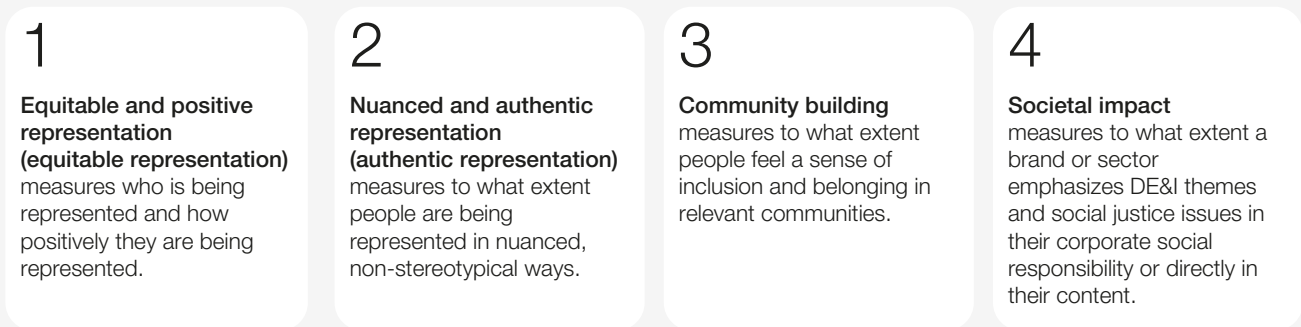 1
Equitable and positive
representation
(equitable representation)
measures who is being
represented and how
positively they are being
represented.
2
Nuanced and authentic
representation
(authentic representation)
measures to what extent
people are being
represented in nuanced,
non-stereotypical ways.
3
Community building
measures to what extent
people feel a sense of
inclusion and belonging in
relevant communities.
4
Societal impact
measures to what extent a
brand or sector
emphasizes DE&I themes
and social justice issues in
their corporate social
responsibility or directly in
their content.